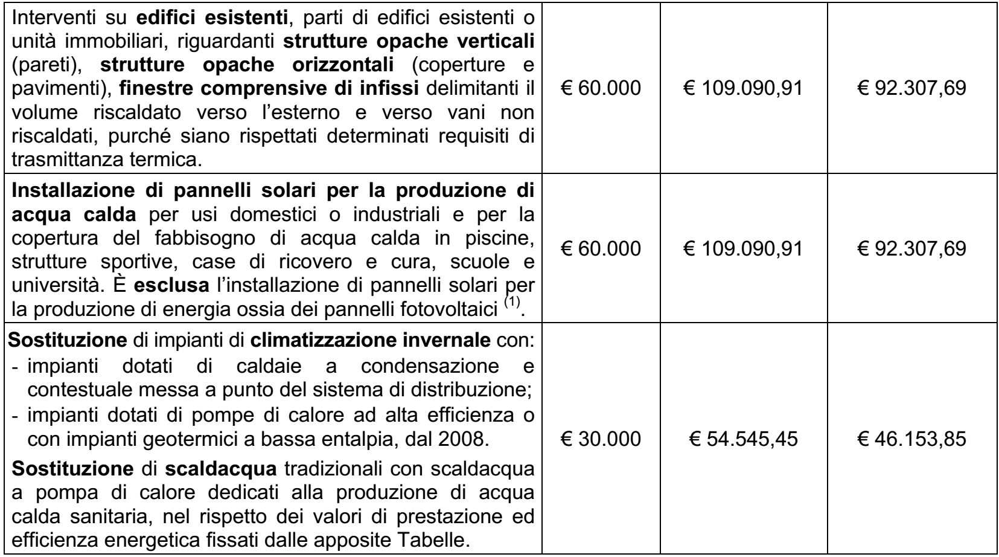 Interventi su edifici esistenti, parti di edifici esistenti o
unità immobiliari, riguardanti strutture opache verticali
(pareti), strutture opache orizzontali (coperture e
pavimenti), finestre comprensive di infissi delimitanti il
volume riscaldato verso l'esterno e verso vani non
riscaldati, purché siano rispettati determinati requisiti di
trasmittanza termica.
€ 60.000
€ 109.090,91
€ 92.307,69
Installazione di pannelli solari per la produzione di
acqua calda per usi domestici o industriali e per la
copertura del fabbisogno di acqua calda in piscine,
strutture sportive, case di ricovero e cura, scuole e
università. È esclusa l'installazione di pannelli solari per
la produzione di energia ossia dei pannelli fotovoltaici (1).
€ 60.000
€ 109.090,91
€ 92.307,69
Sostituzione di impianti di climatizzazione invernale con:
- impianti dotati di caldaie a condensazione e
contestuale messa a punto del sistema di distribuzione;
- impianti dotati di pompe di calore ad alta efficienza o
con impianti geotermici a bassa entalpia, dal 2008.
Sostituzione di scaldacqua tradizionali con scaldacqua
a pompa di calore dedicati alla produzione di acqua
calda sanitaria, nel rispetto dei valori di prestazione ed
efficienza energetica fissati dalle apposite Tabelle.
€ 30.000
€ 54.545,45
€ 46.153,85